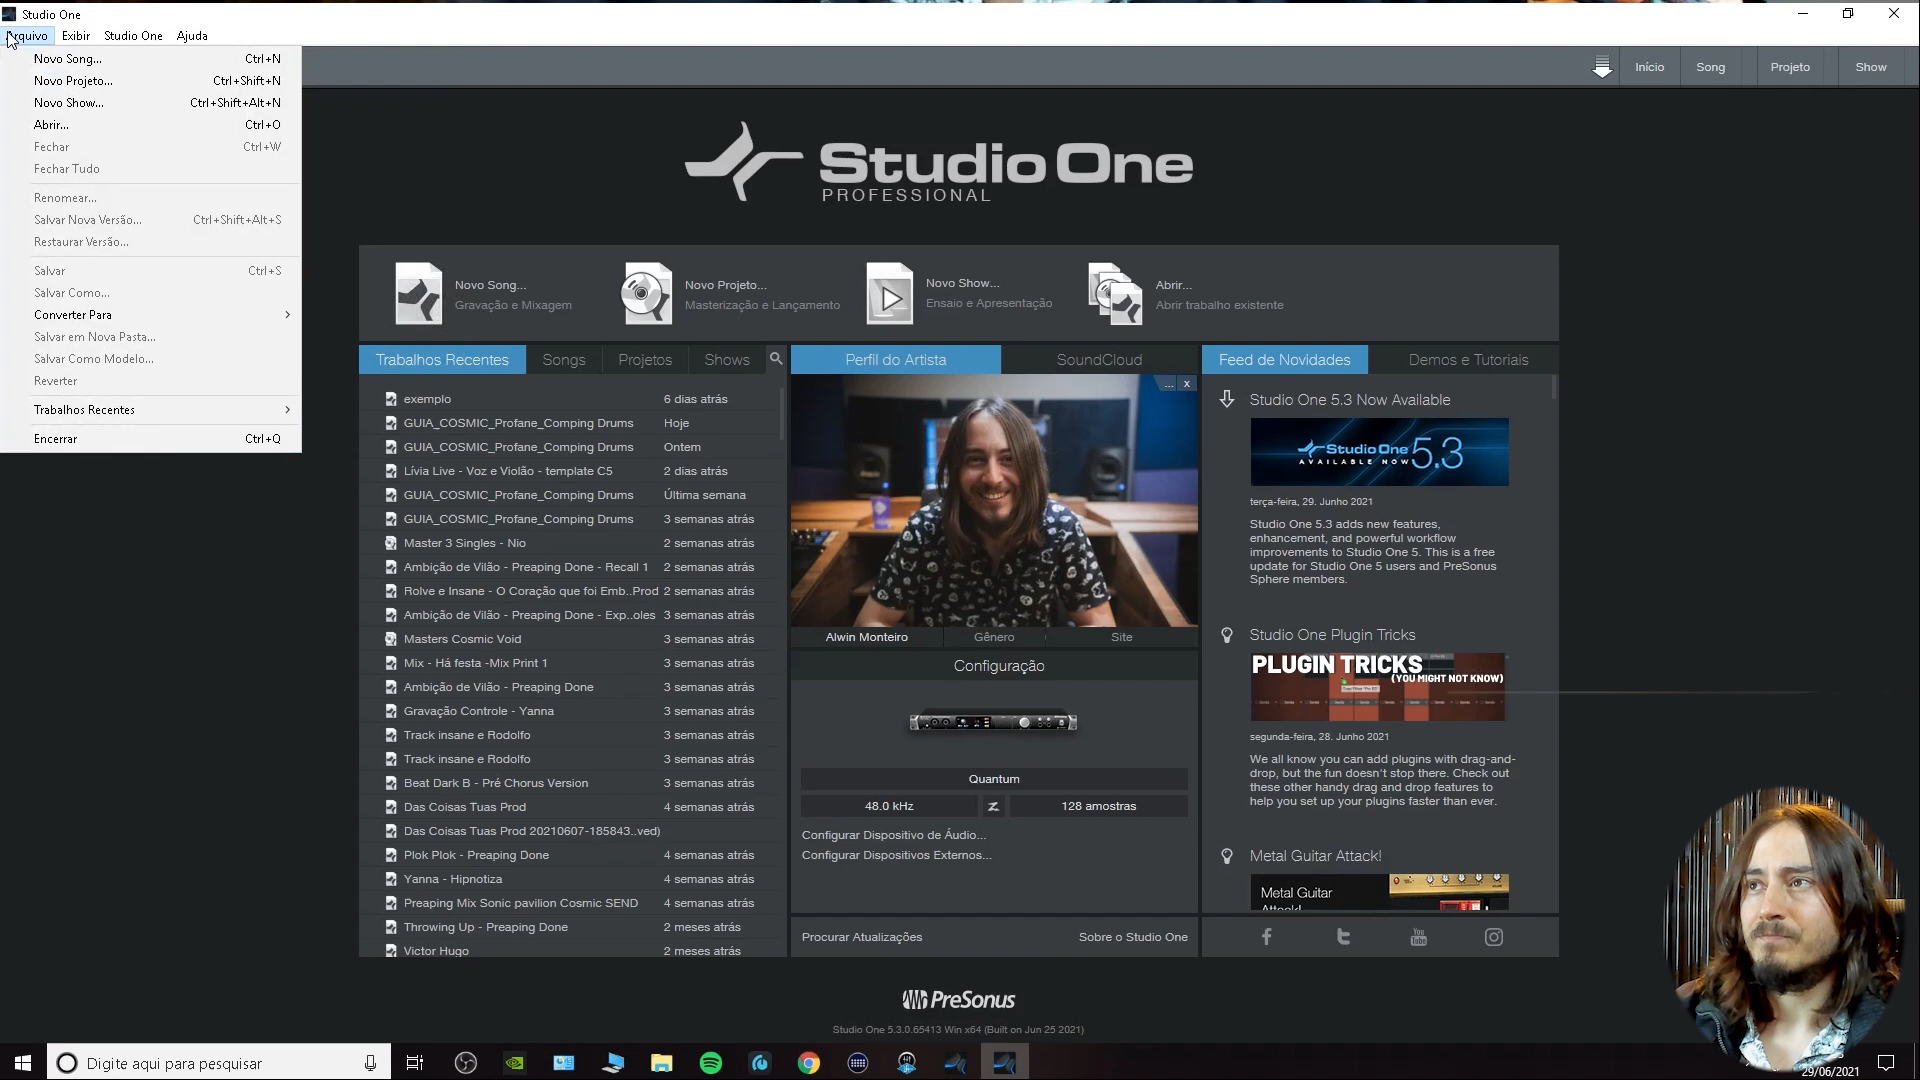 Studio One
Arquivo Exibir Studio One Ajuda
Novo Song... Ctrl+N
Novo Projeto... Ctrl+Shift+N
Novo Show... Ctrl+Shift+Alt+N
Abrir... Ctrl+O
Fechar Ctrl+W
Fechar Tudo
Renomear...
Salvar Nova Versão... Ctrl+Shift+Alt+S
Restaurar Versão...
Salvar Ctrl+S
Salvar Como...
Converter Para
Salvar em Nova Pasta...
Salvar Como Modelo...
Reverter
Trabalhos Recentes
Encerrar Ctrl+Q
Início Song Projeto Show
Studio One
PROFESSIONAL
Novo Song...
Gravação e Mixagem
Novo Projeto...
Masterização e Lançamento
Novo Show...
Ensaio e Apresentação
Abrir...
Abrir trabalho existente
Trabalhos Recentes Songs Projetos Shows
exemplo 6 dias atrás
GUIA_COSMIC_Profane_Comping Drums Hoje
GUIA_COSMIC_Profane_Comping Drums Ontem
Lívia Live - Voz e Violão - template C5 2 dias atrás
GUIA_COSMIC_Profane_Comping Drums Última semana
GUIA_COSMIC_Profane_Comping Drums 3 semanas atrás
Master 3 Singles - Nio 2 semanas atrás
Ambição de Vilão - Preaping Done - Recall 1 2 semanas atrás
Rolve e Insane - O Coração que foi Emb..Prod 2 semanas atrás
Ambição de Vilão - Preaping Done - Exp..oles 3 semanas atrás
Masters Cosmic Void 3 semanas atrás
Mix - Há festa -Mix Print 1 3 semanas atrás
Ambição de Vilão - Preaping Done 3 semanas atrás
Gravação Controle - Yanna 3 semanas atrás
Track insane e Rodolfo 3 semanas atrás
Track insane e Rodolfo 3 semanas atrás
Beat Dark B - Pré Chorus Version 3 semanas atrás
Das Coisas Tuas Prod 4 semanas atrás
Das Coisas Tuas Prod 20210607-185843..ved)
Plok Plok - Preaping Done 4 semanas atrás
Yanna - Hipnotiza 4 semanas atrás
Preaping Mix Sonic pavilion Cosmic SEND 4 semanas atrás
Throwing Up - Preaping Done 2 meses atrás
Victor Hugo 2 meses atrás
Perfil do Artista SoundCloud
... x
Alwin Monteiro Gênero Site
Configuração
Quantum
48.0 kHz 128 amostras
Configurar Dispositivo de Áudio...
Configurar Dispositivos Externos...
Procurar Atualizações Sobre o Studio One
Feed de Novidades Demos e Tutoriais
Studio One 5.3 Now Available
Studio One 5.3
AVAILABLE NOW
terça-feira, 29. Junho 2021
Studio One 5.3 adds new features,
enhancement, and powerful workflow
improvements to Studio One 5. This is a free
update for Studio One 5 users and PreSonus
Sphere members.
Studio One Plugin Tricks
PLUGIN TRICKS
(YOU MIGHT NOT KNOW)
segunda-feira, 28. Junho 2021
We all know you can add plugins with drag-and-
drop, but the fun doesn't stop there. Check out
these other handy drag and drop features to
help you set up your plugins faster than ever.
Metal Guitar Attack!
Metal Guitar
Attack!
PreSonus
Studio One 5.3.0.65413 Win x64 (Built on Jun 25 2021)
Digite aqui para pesquisar
29/06/2021